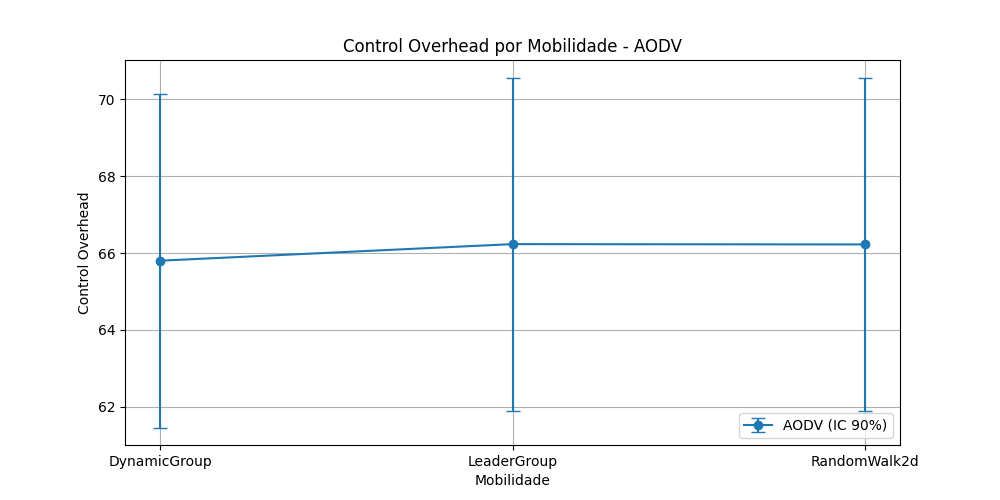 Control Overhead por Mobilidade - AODV
Control Overhead
70
68
66
64
62
AODV (IC 90%)
DynamicGroup
LeaderGroup
RandomWalk2d
Mobilidade